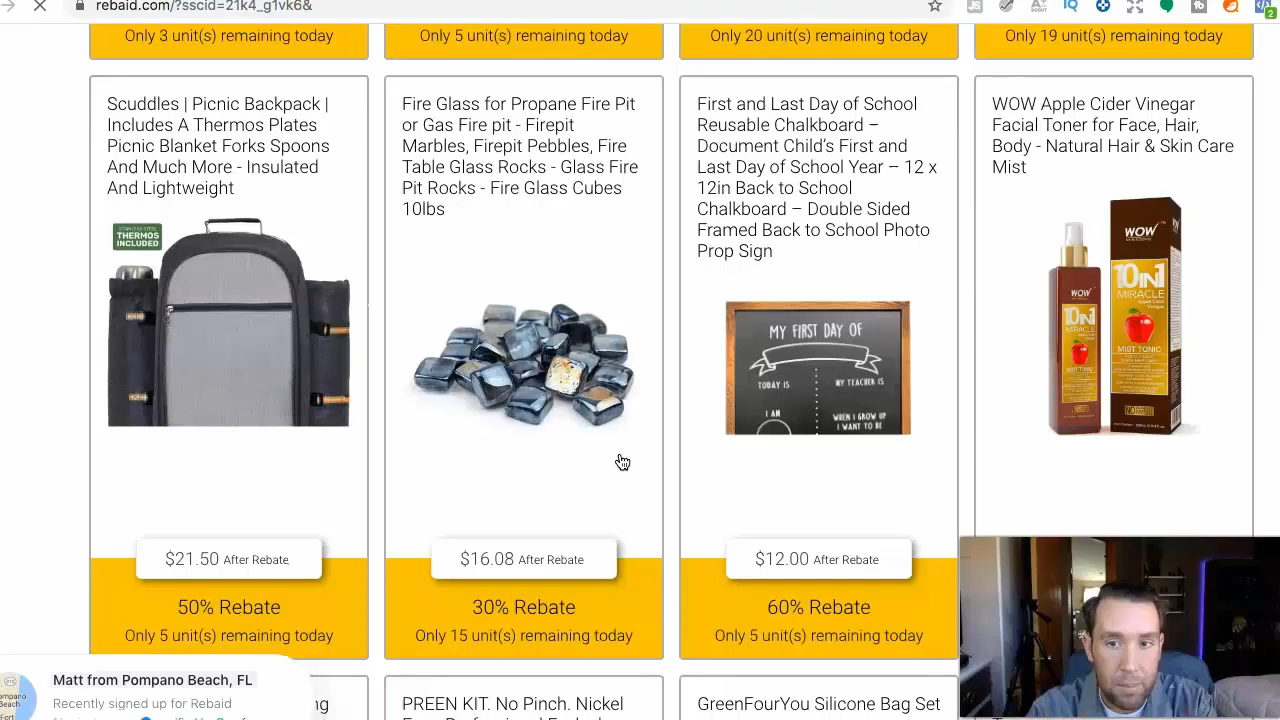 rebaid.com/?sscid=21k4_g1vk6&
Only 3 unit(s) remaining today
Only 5 unit(s) remaining today
Only 20 unit(s) remaining today
Only 19 unit(s) remaining today
Scuddles | Picnic Backpack |
Includes A Thermos Plates
Picnic Blanket Forks Spoons
And Much More - Insulated
And Lightweight
THERMOS
INCLUDED
$21.50 After Rebate
50% Rebate
Only 5 unit(s) remaining today
Fire Glass for Propane Fire Pit
or Gas Fire pit - Firepit
Marbles, Firepit Pebbles, Fire
Table Glass Rocks - Glass Fire
Pit Rocks - Fire Glass Cubes
10lbs
$16.08 After Rebate
30% Rebate
Only 15 unit(s) remaining today
First and Last Day of School
Reusable Chalkboard –
Document Child's First and
Last Day of School Year – 12 x
12in Back to School
Chalkboard – Double Sided
Framed Back to School Photo
Prop Sign
MY FIRST DAY OF
TODAY IS
MY TEACHER IS
I AM
WHEN I GROW UP
I WANT TO BE
$12.00 After Rebate
60% Rebate
Only 5 unit(s) remaining today
WOW Apple Cider Vinegar
Facial Toner for Face, Hair,
Body - Natural Hair & Skin Care
Mist
WOW
10IN1
MIRACLE
MIST TONIC
WOW
10IN1
MIRACLE
MIST TONIC
Matt from Pompano Beach, FL
Recently signed up for Rebaid
PREEN KIT. No Pinch. Nickel
GreenFourYou Silicone Bag Set